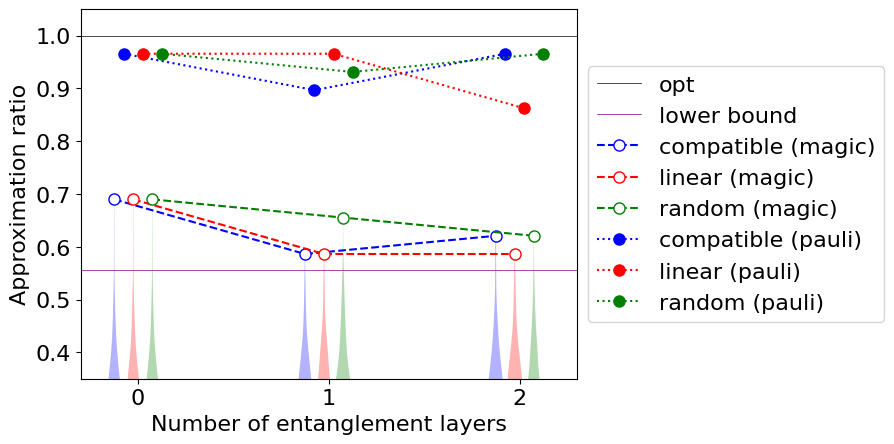 1.0
0.9
0.8
0.7
0.6
0.5
0.4
Approximation ratio
0
1
2
Number of entanglement layers
opt
lower bound
compatible (magic)
linear (magic)
random (magic)
compatible (pauli)
linear (pauli)
random (pauli)